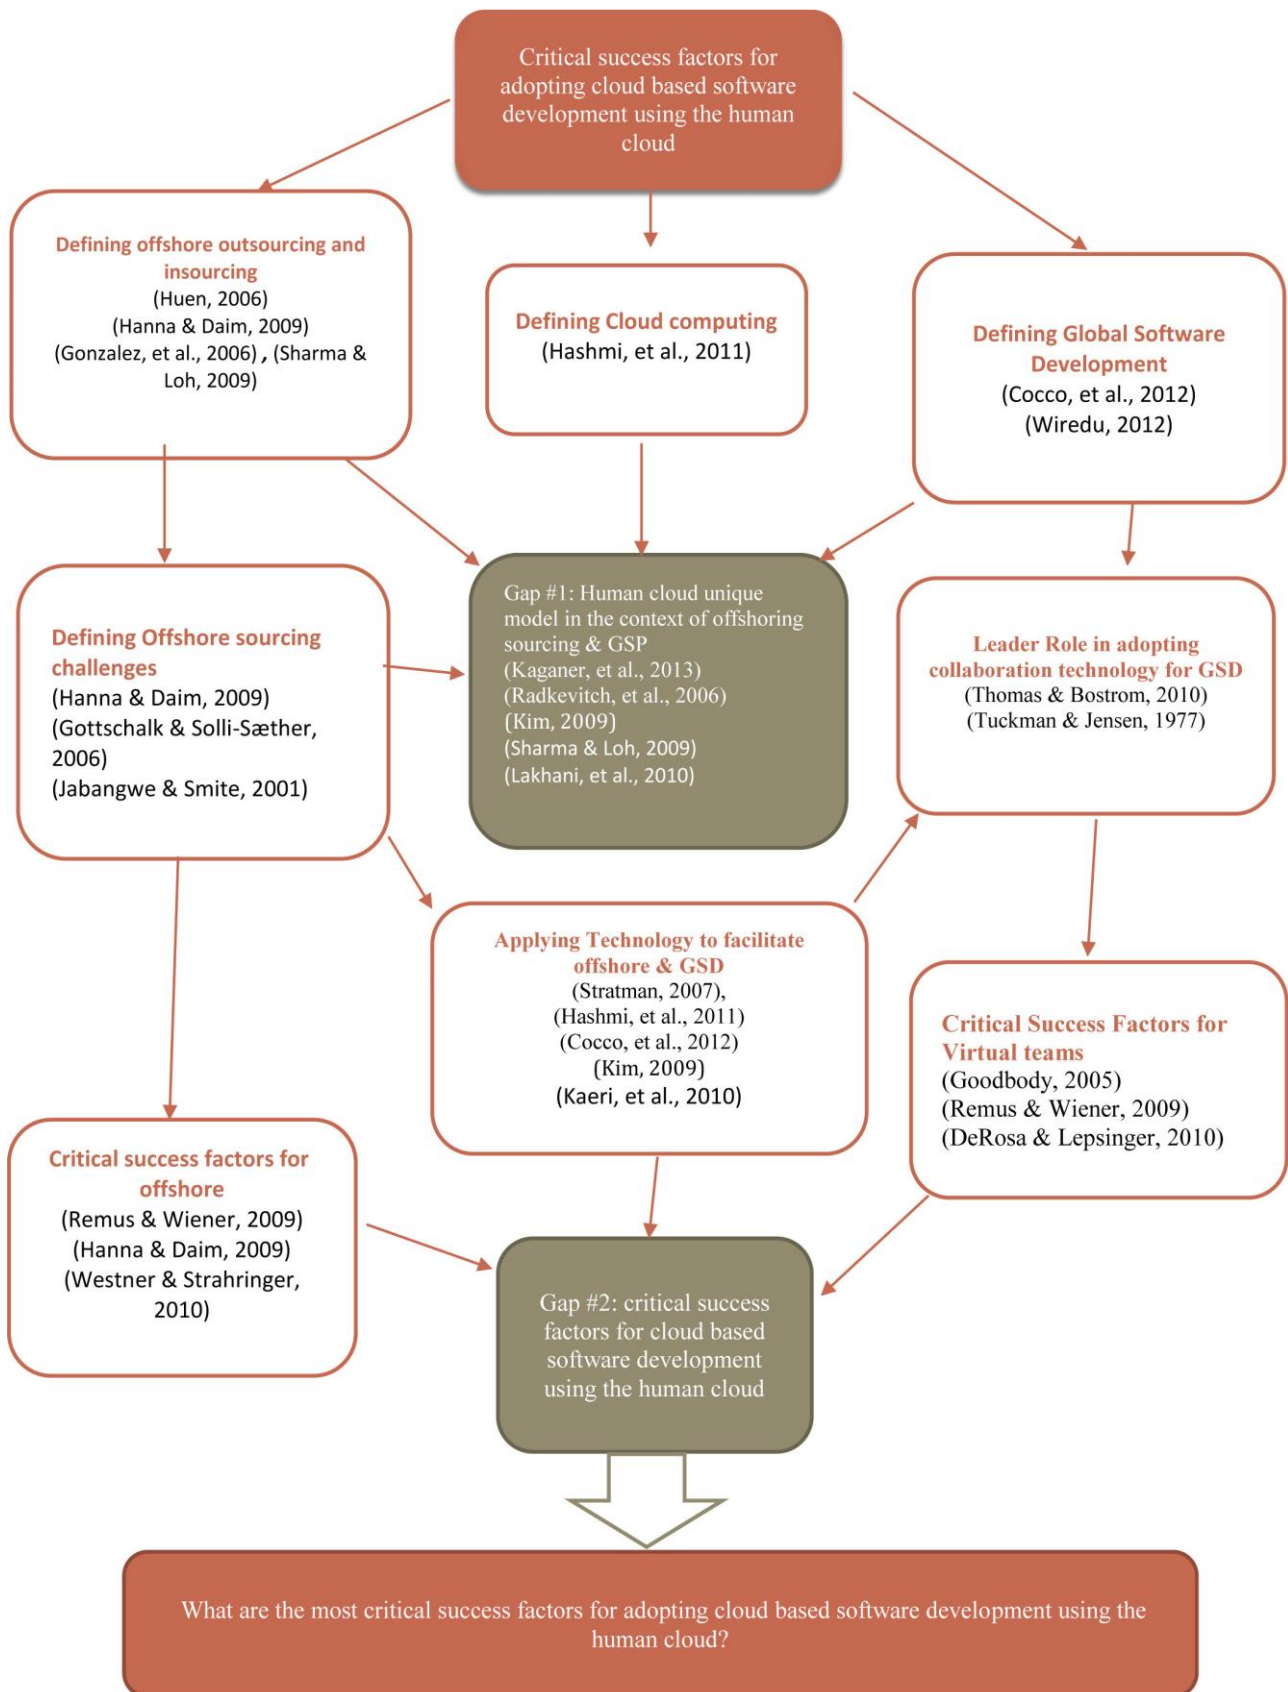 Critical success factors for
adopting cloud based software
development using the human
cloud
Defining offshore outsourcing and
insourcing
(Huen, 2006)
(Hanna & Daim, 2009)
(Gonzalez, et al., 2006) , (Sharma &
Loh, 2009)
Defining Cloud computing
(Hashmi, et al., 2011)
Defining Global Software
Development
(Cocco, et al., 2012)
(Wiredu, 2012)
Defining Offshore sourcing
challenges
(Hanna & Daim, 2009)
(Gottschalk & Solli-Sæther,
2006)
(Jabangwe & Smite, 2001)
Gap #1: Human cloud unique
model in the context of offshoring
sourcing & GSP
(Kaganer, et al., 2013)
(Radkevitch, et al., 2006)
(Kim, 2009)
(Sharma & Loh, 2009)
(Lakhani, et al., 2010)
Leader Role in adopting
collaboration technology for GSD
(Thomas & Bostrom, 2010)
(Tuckman & Jensen, 1977)
Applying Technology to facilitate
offshore & GSD
(Stratman, 2007),
(Hashmi, et al., 2011)
(Cocco, et al., 2012)
(Kim, 2009)
(Kaeri, et al., 2010)
Critical Success Factors for
Virtual teams
(Goodbody, 2005)
(Remus & Wiener, 2009)
(DeRosa & Lepsinger, 2010)
Critical success factors for
offshore
(Remus & Wiener, 2009)
(Hanna & Daim, 2009)
(Westner & Strahringer,
2010)
Gap #2: critical success
factors for cloud based
software development
using the human cloud
What are the most critical success factors for adopting cloud based software development using the
human cloud?